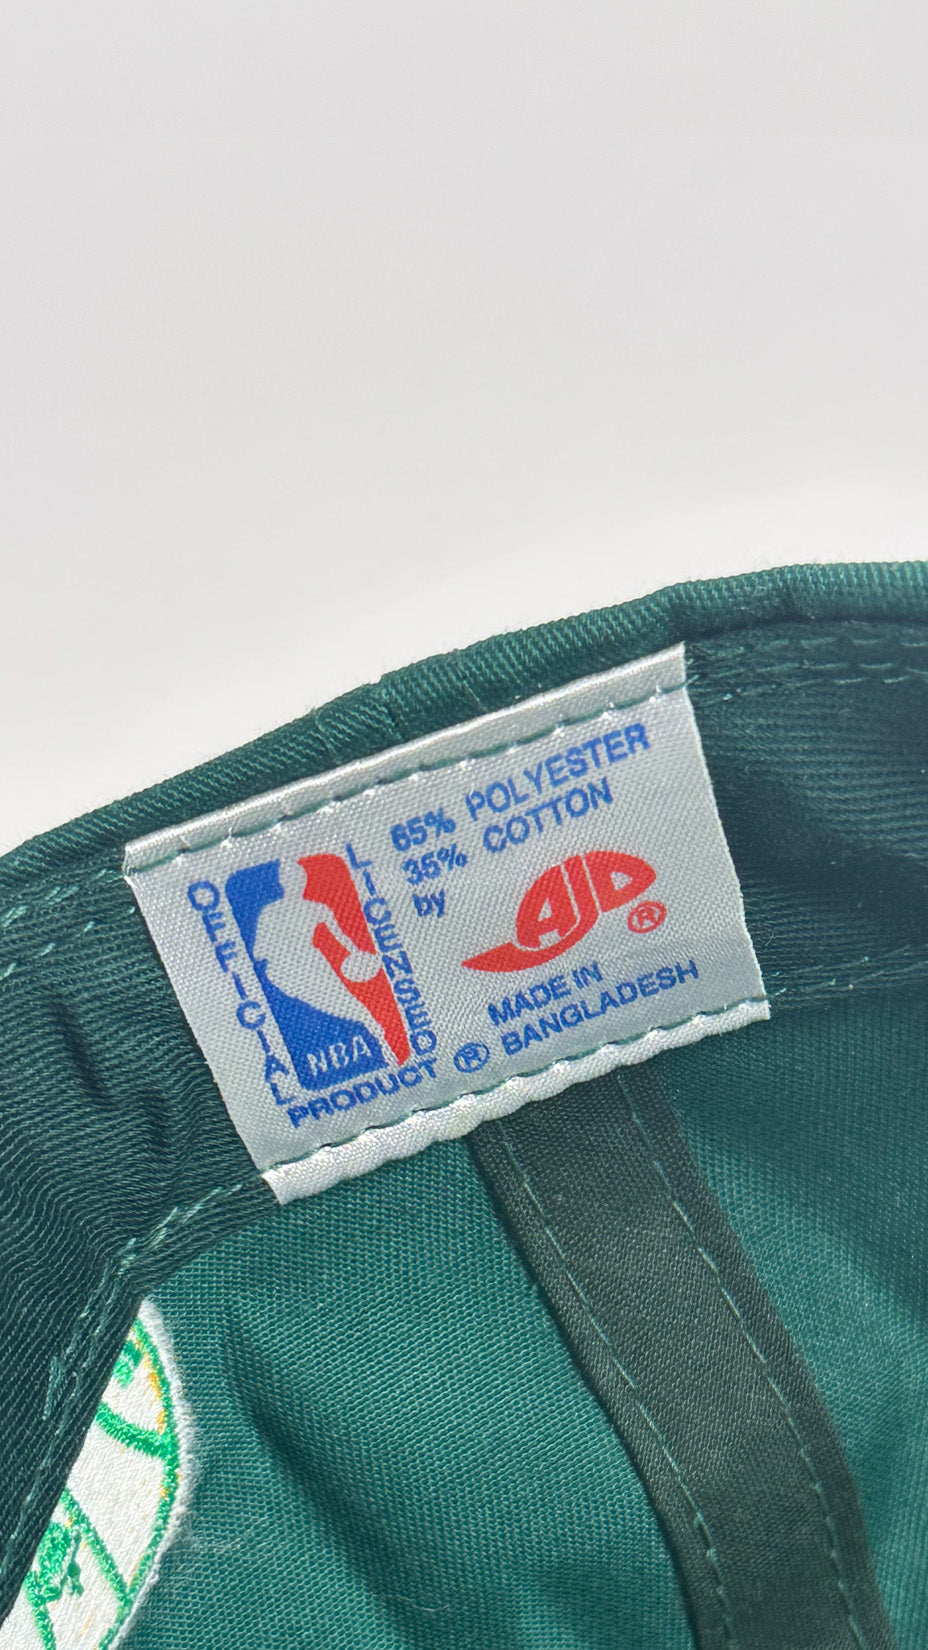 OFFICIAL
LICENSED
PRODUCT ®
NBA
65% POLYESTER
35% COTTON
by
AJD ®
MADE IN
BANGLADESH